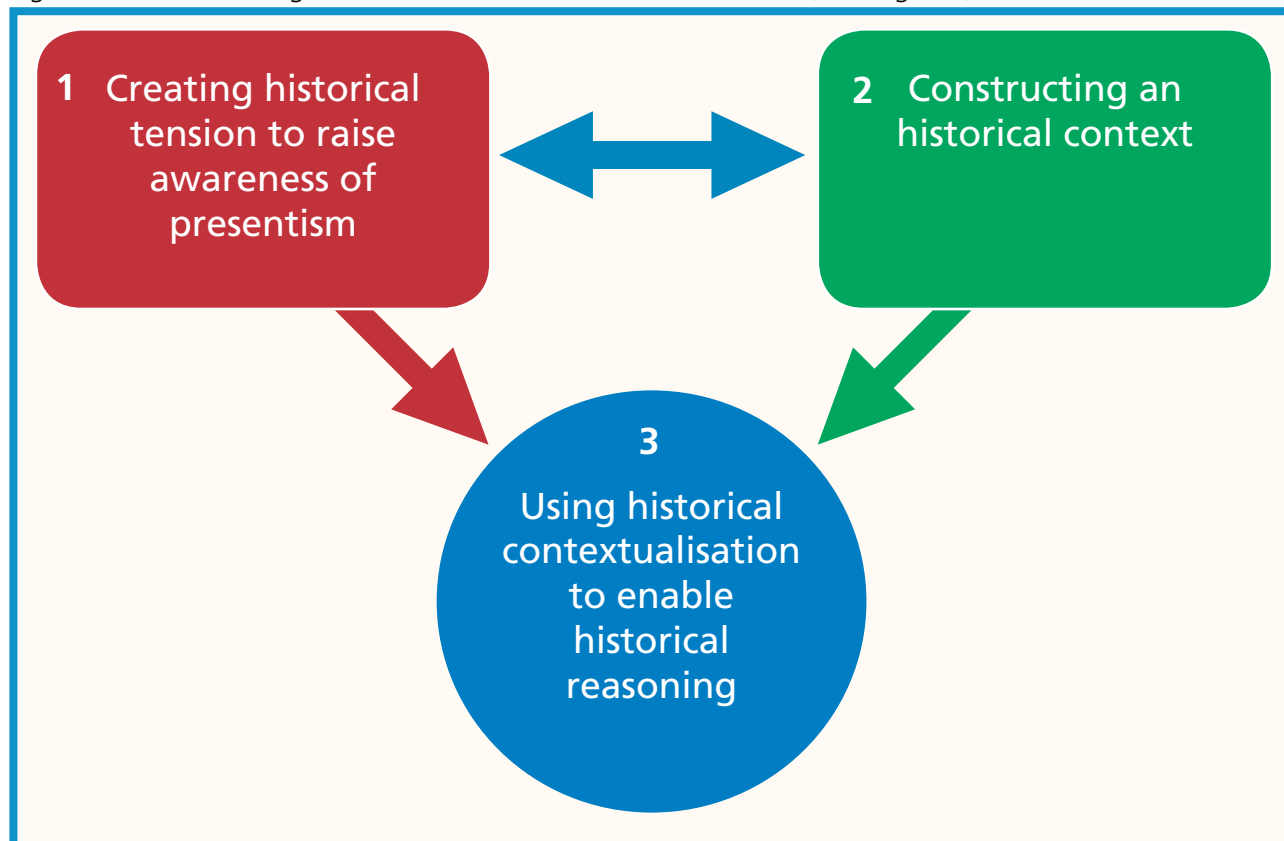 1 Creating historical
tension to raise
awareness of
presentism
2 Constructing an
historical context
3
Using historical
contextualisation
to enable
historical
reasoning